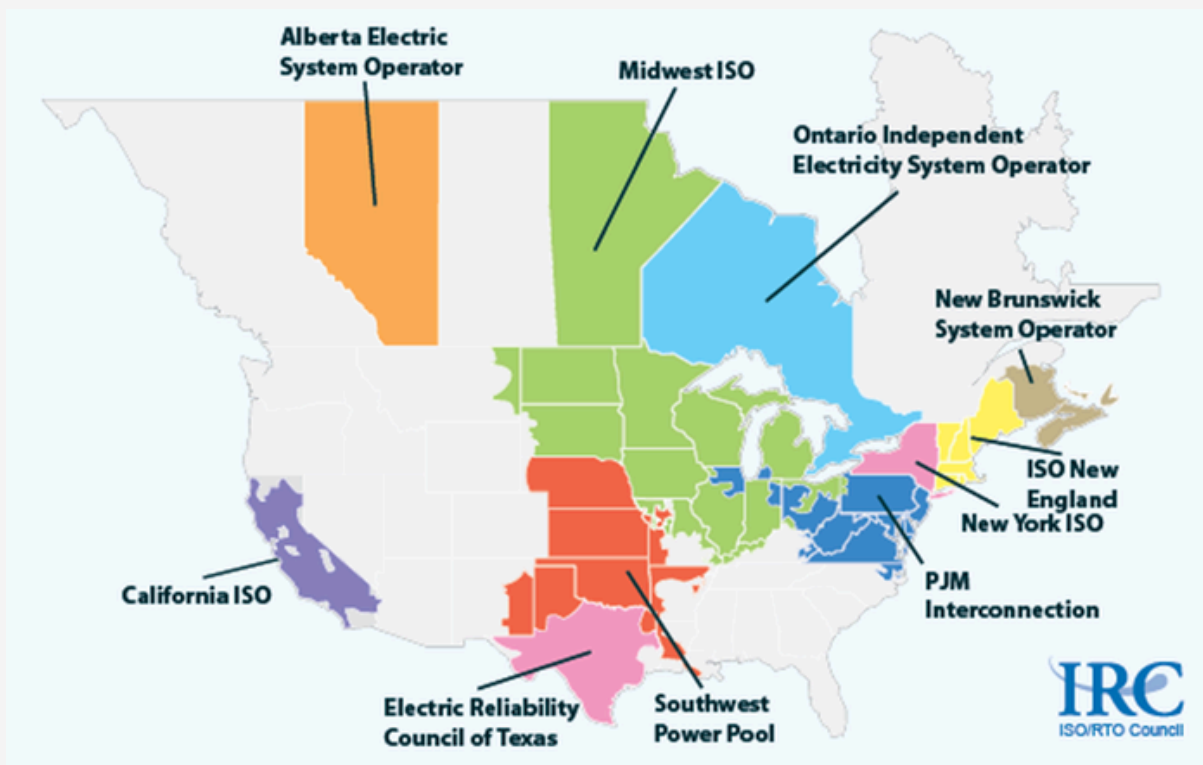 Alberta Electric
System Operator
Midwest ISO
Ontario Independent
Electricity System Operator
New Brunswick
System Operator
ISO New
England
New York ISO
PJM
Interconnection
California ISO
Electric Reliability
Council of Texas
Southwest
Power Pool
IRC
ISO/RTO Council